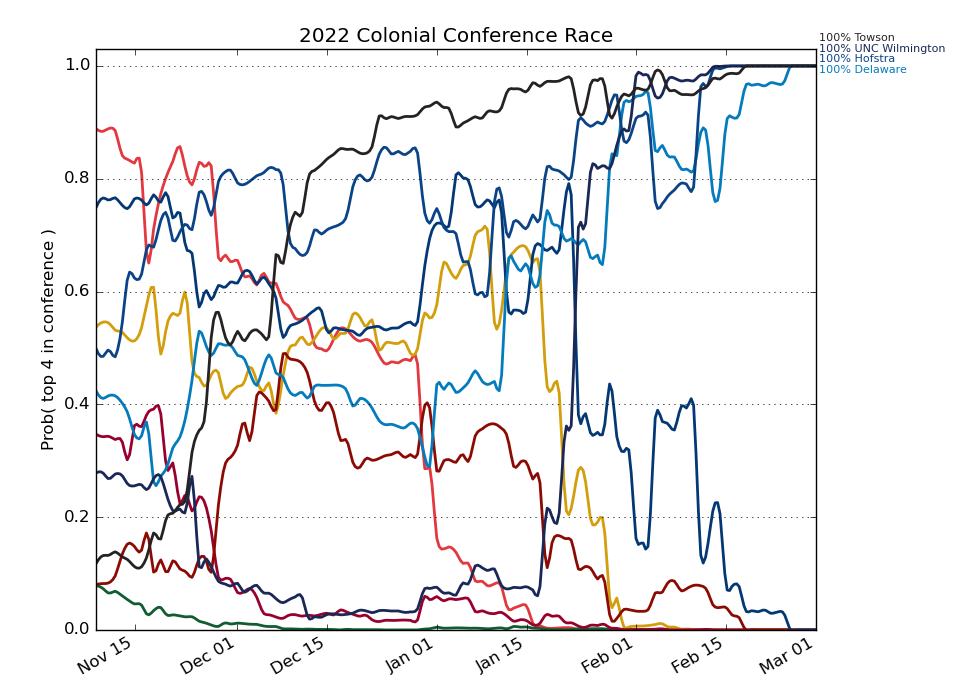 2022 Colonial Conference Race
100% Towson
100% UNC Wilmington
100% Hofstra
100% Delaware
Prob( top 4 in conference )
1.0
0.8
0.6
0.4
0.2
0.0
Nov 15
Dec 01
Dec 15
Jan 01
Jan 15
Feb 01
Feb 15
Mar 01